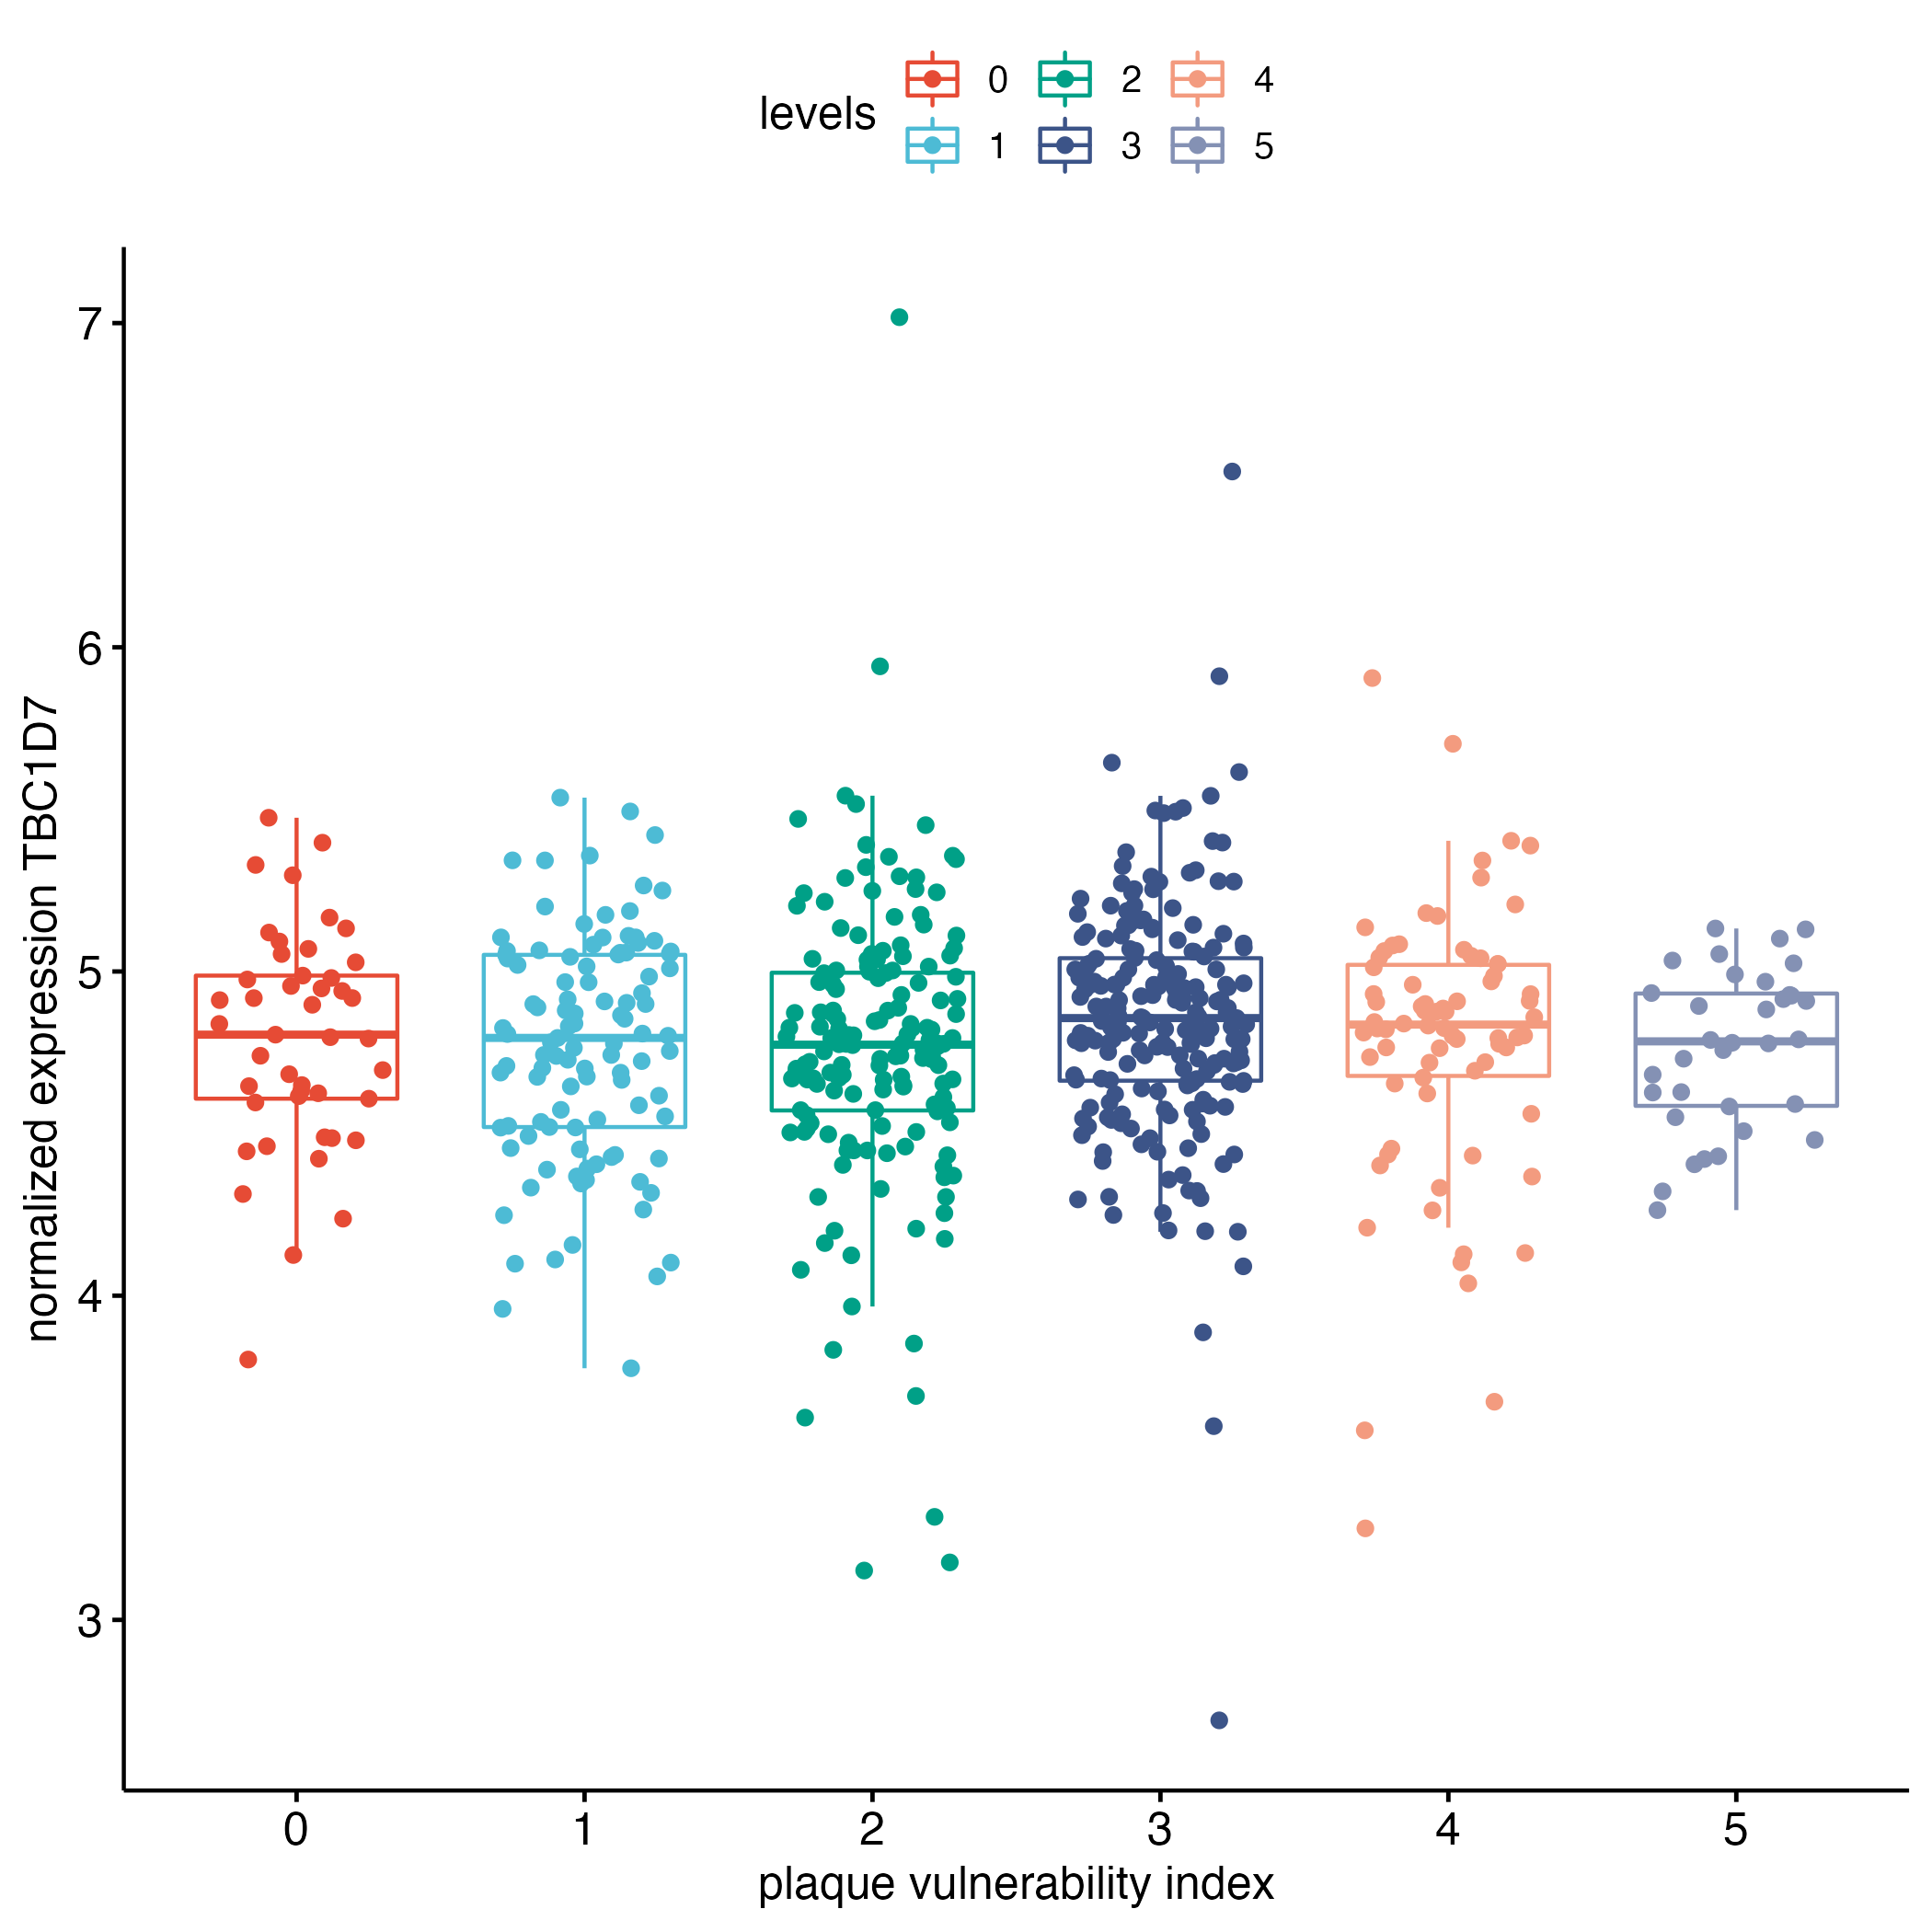 levels
0 2 4
1 3 5
normalized expression TBC1D7
7
6
5
4
3
0 1 2 3 4 5
plaque vulnerability index